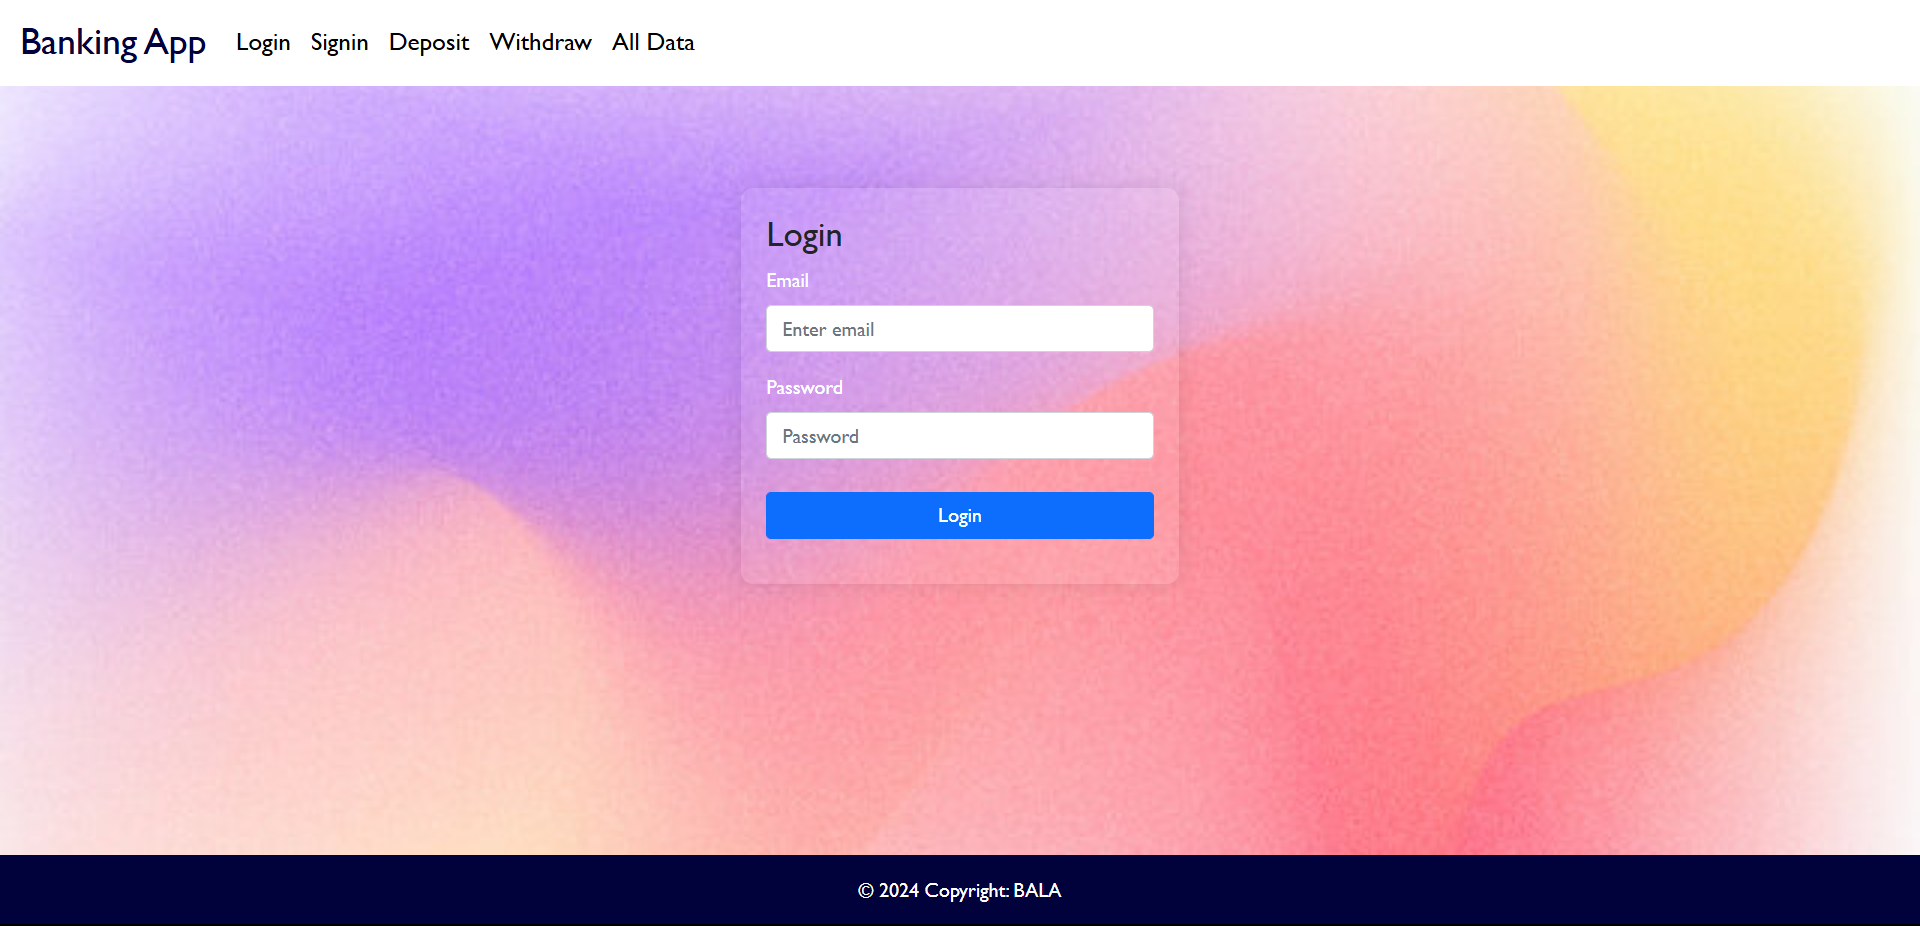 Banking App Login Signin Deposit Withdraw All Data
Login
Email
Enter email
Password
Password
Login
© 2024 Copyright: BALA